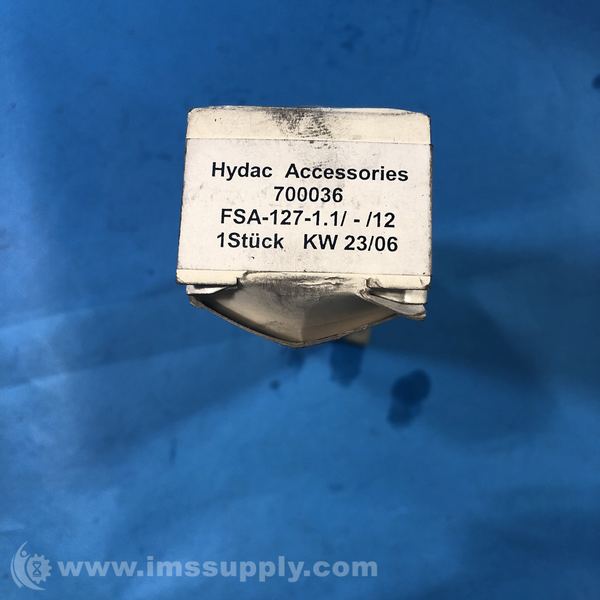 Hydac Accessories
700036
FSA-127-1.1/ - /12
1Stück KW 23/06
www.imssupply.com